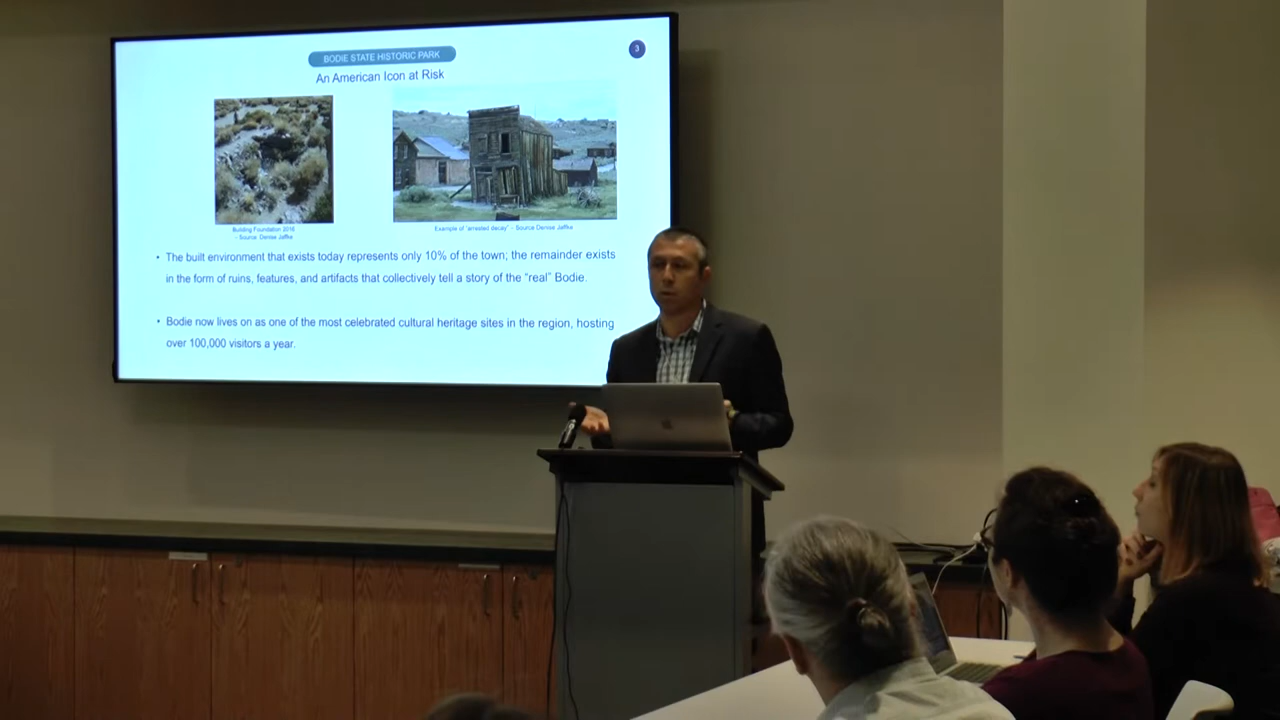 BODIE STATE HISTORIC PARK
3
An American Icon at Risk
Building Foundation 2016
- Source Denise Jaffke
Example of "arrested decay" - Source Denise Jaffke
• The built environment that exists today represents only 10% of the town; the remainder exists
in the form of ruins, features, and artifacts that collectively tell a story of the "real" Bodie.
• Bodie now lives on as one of the most celebrated cultural heritage sites in the region, hosting
over 100,000 visitors a year.